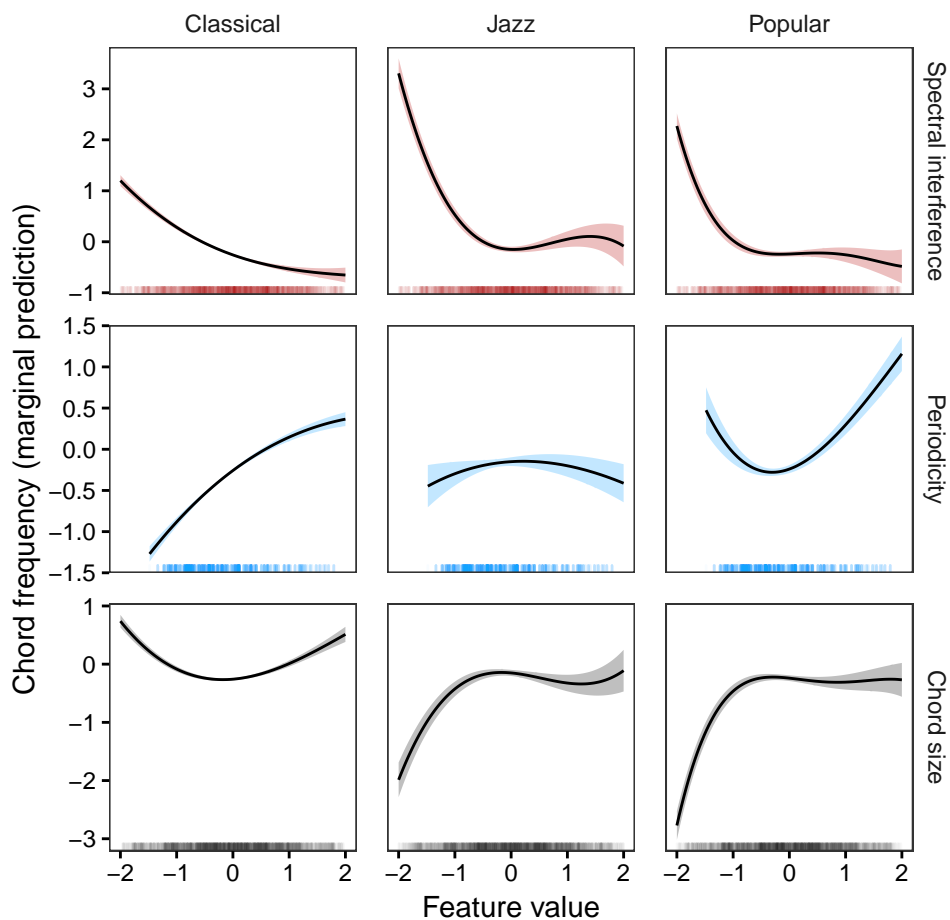 Classical Jazz Popular
Chord frequency (marginal prediction)
3
2
1
0
−1
Spectral interference
1.5
1.0
0.5
0.0
−0.5
−1.0
−1.5
Periodicity
1
0
−1
−2
−3
Chord size
−2 −1 0 1 2 −2 −1 0 1 2 −2 −1 0 1 2
Feature value